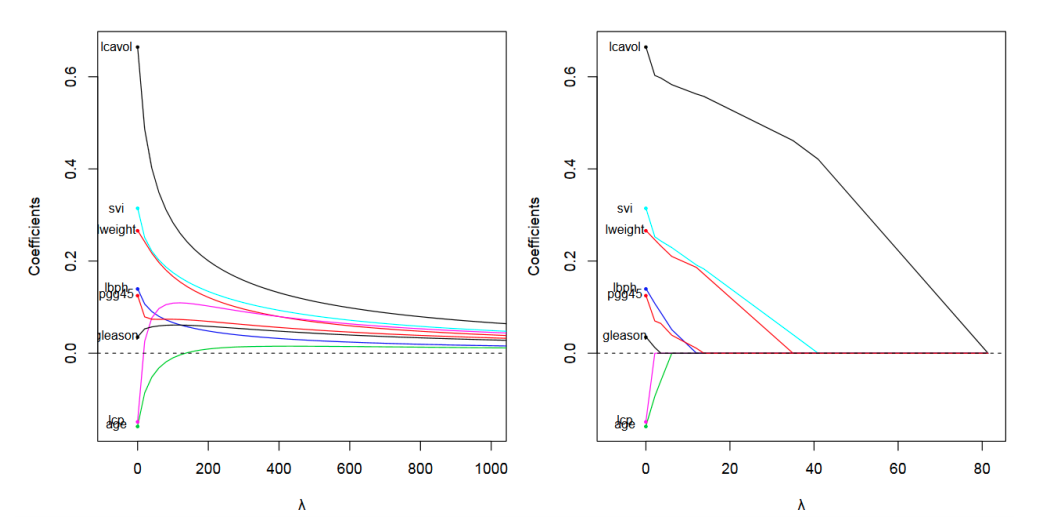 Coefficients
0.0 0.2 0.4 0.6
lcavol
svi
lweight
lbph
pgg45
gleason
lcp
age
0 200 400 600 800 1000
λ
Coefficients
0.0 0.2 0.4 0.6
lcavol
svi
lweight
lbph
pgg45
gleason
lcp
age
0 20 40 60 80
λ